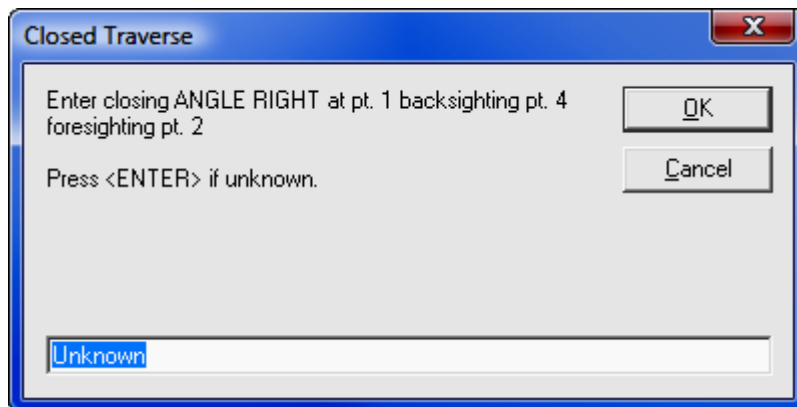 Closed Traverse
Enter closing ANGLE RIGHT at pt. 1 backsighting pt. 4
foresighting pt. 2
Press <ENTER> if unknown.
OK
Cancel
Unknown